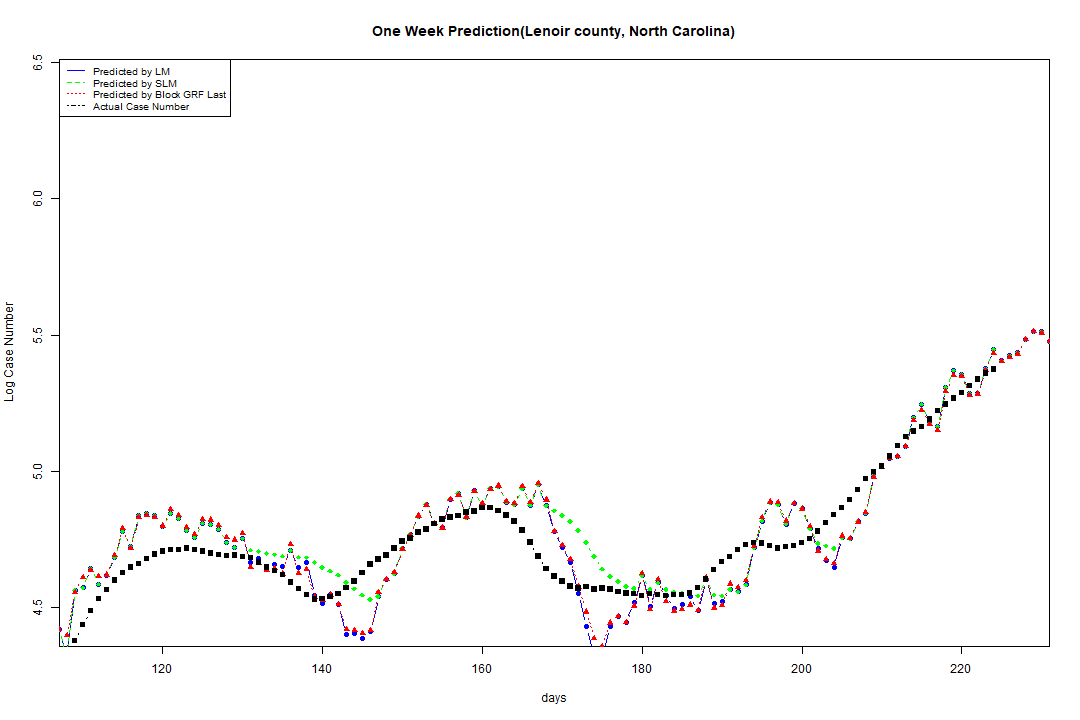 One Week Prediction(Lenoir county, North Carolina)
6.5
6.0
5.5
5.0
4.5
Log Case Number
Predicted by LM
Predicted by SLM
Predicted by Block GRF Last
Actual Case Number
120 140 160 180 200 220
days